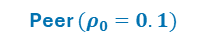 Peer (ρ₀ = 0.1)